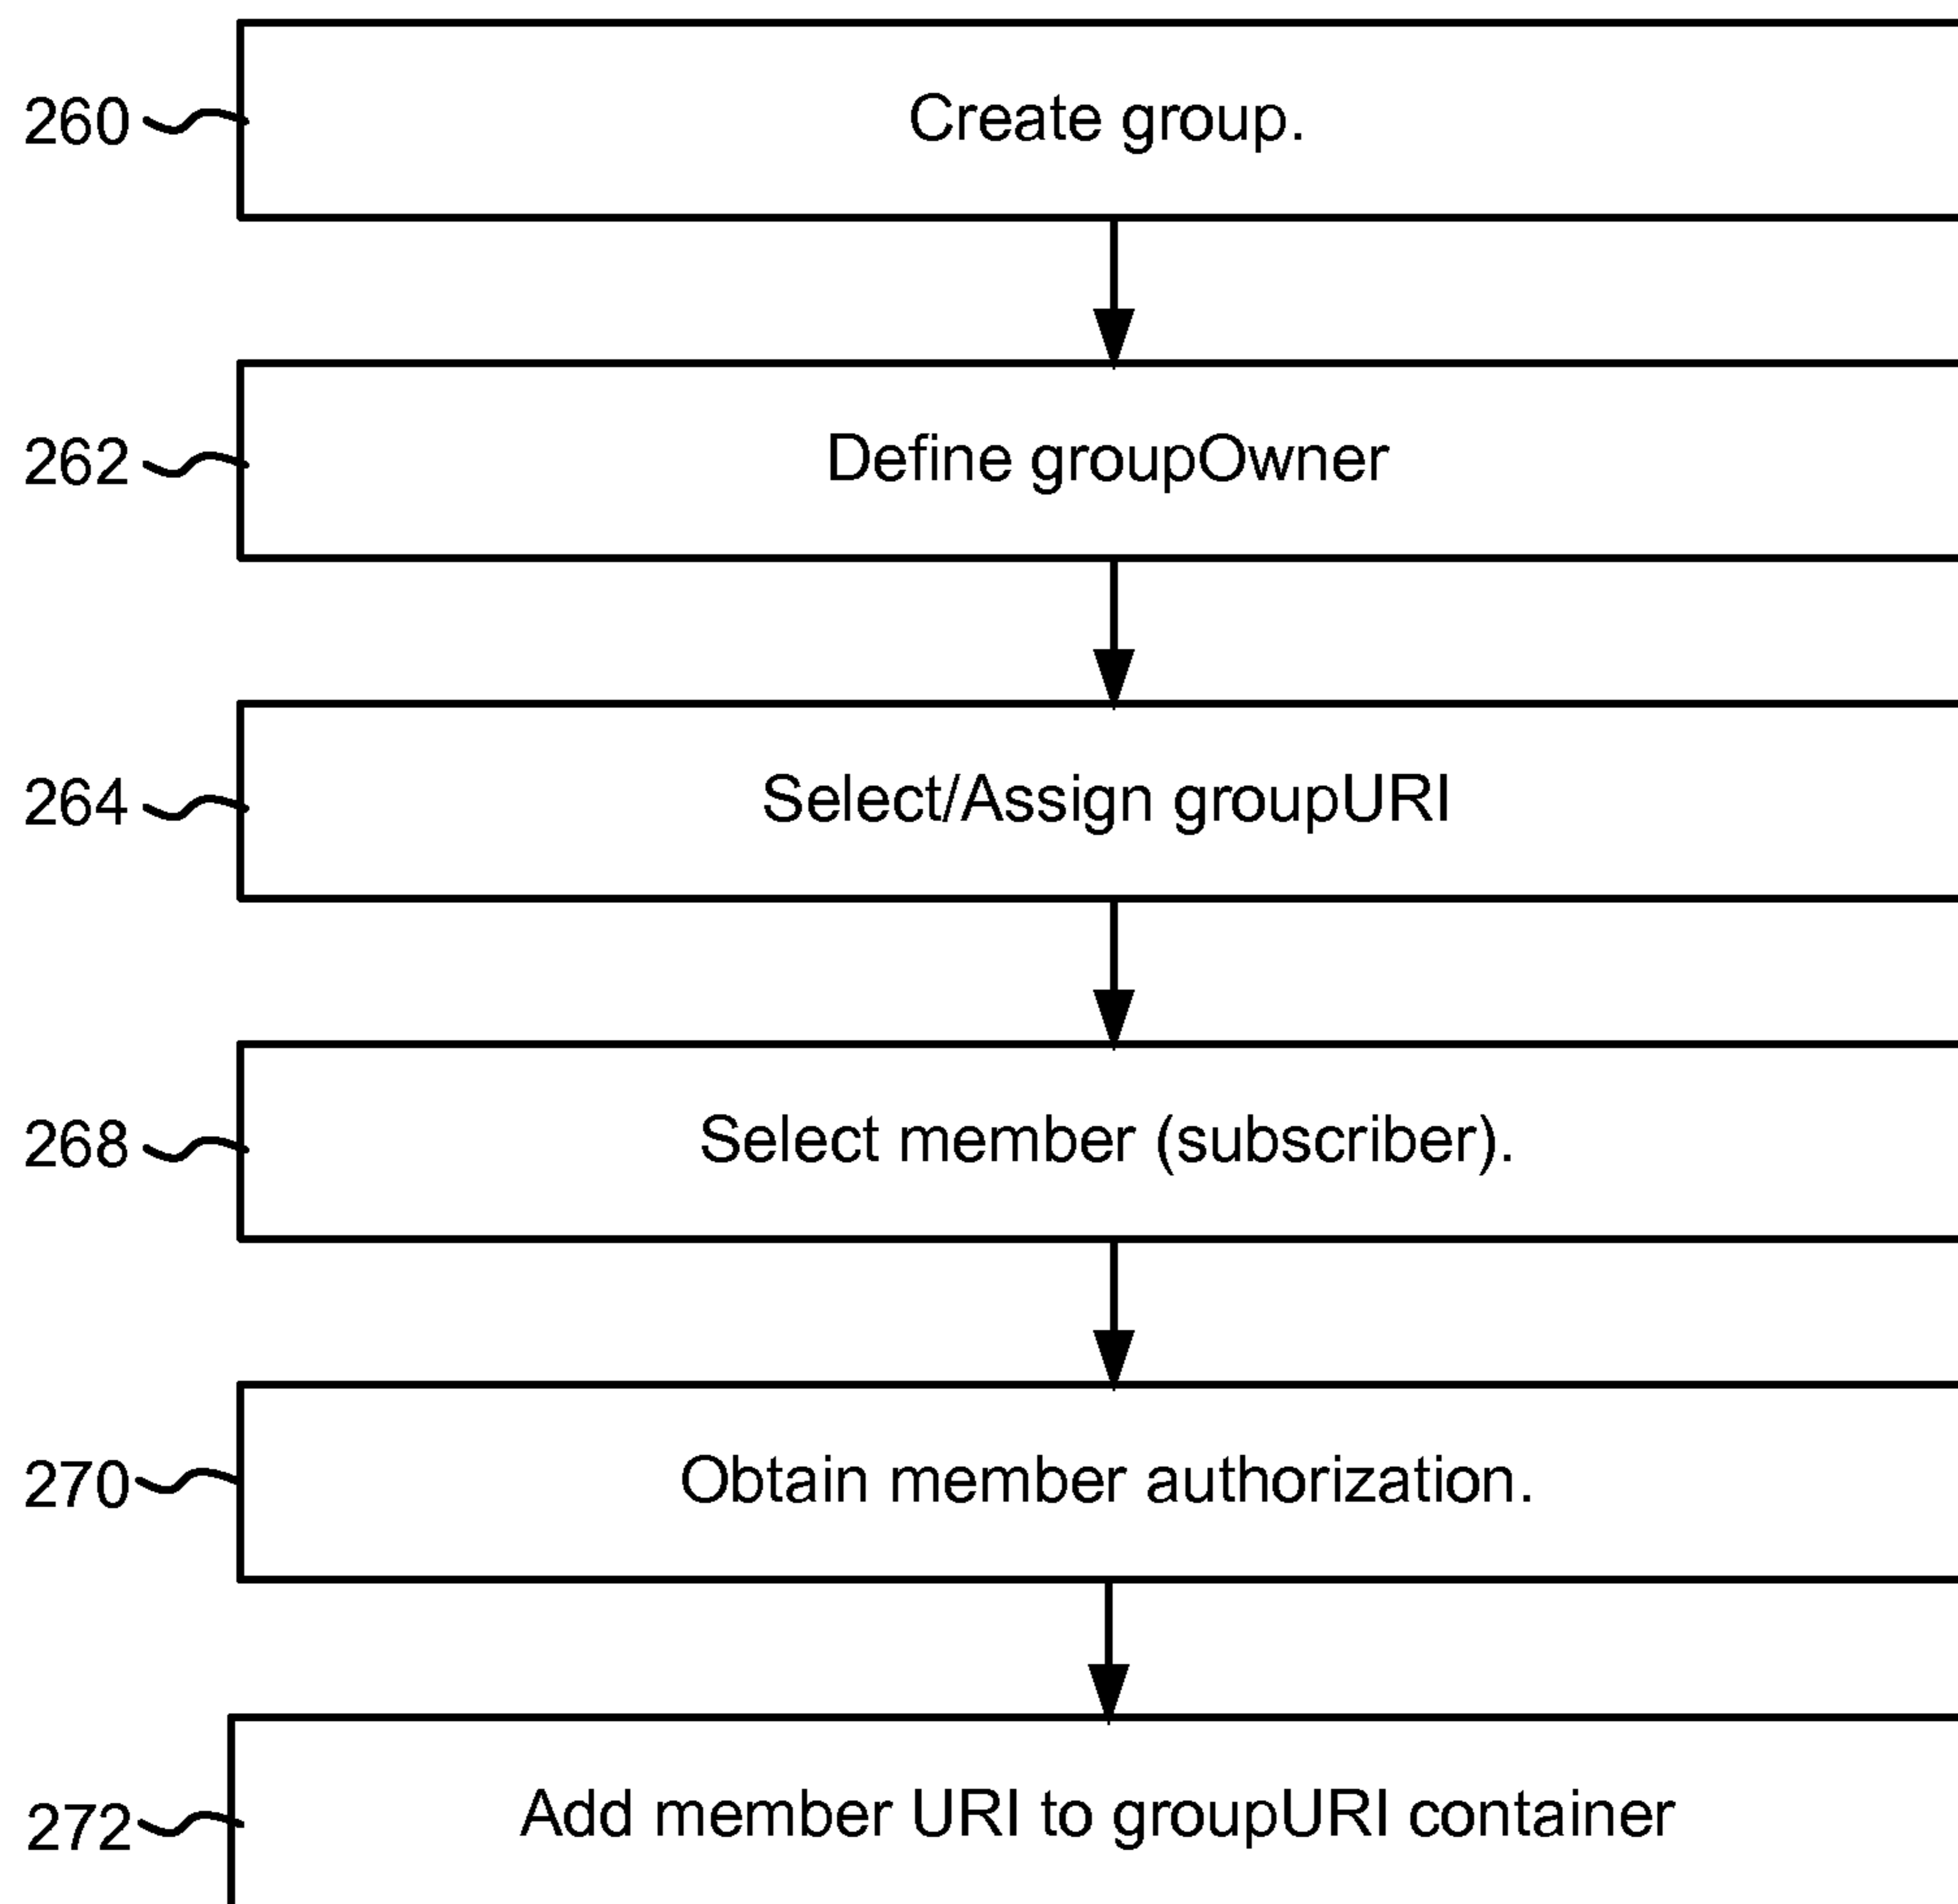 260 Create group.
262 Define groupOwner
264 Select/Assign groupURI
268 Select member (subscriber).
270 Obtain member authorization.
272 Add member URI to groupURI container